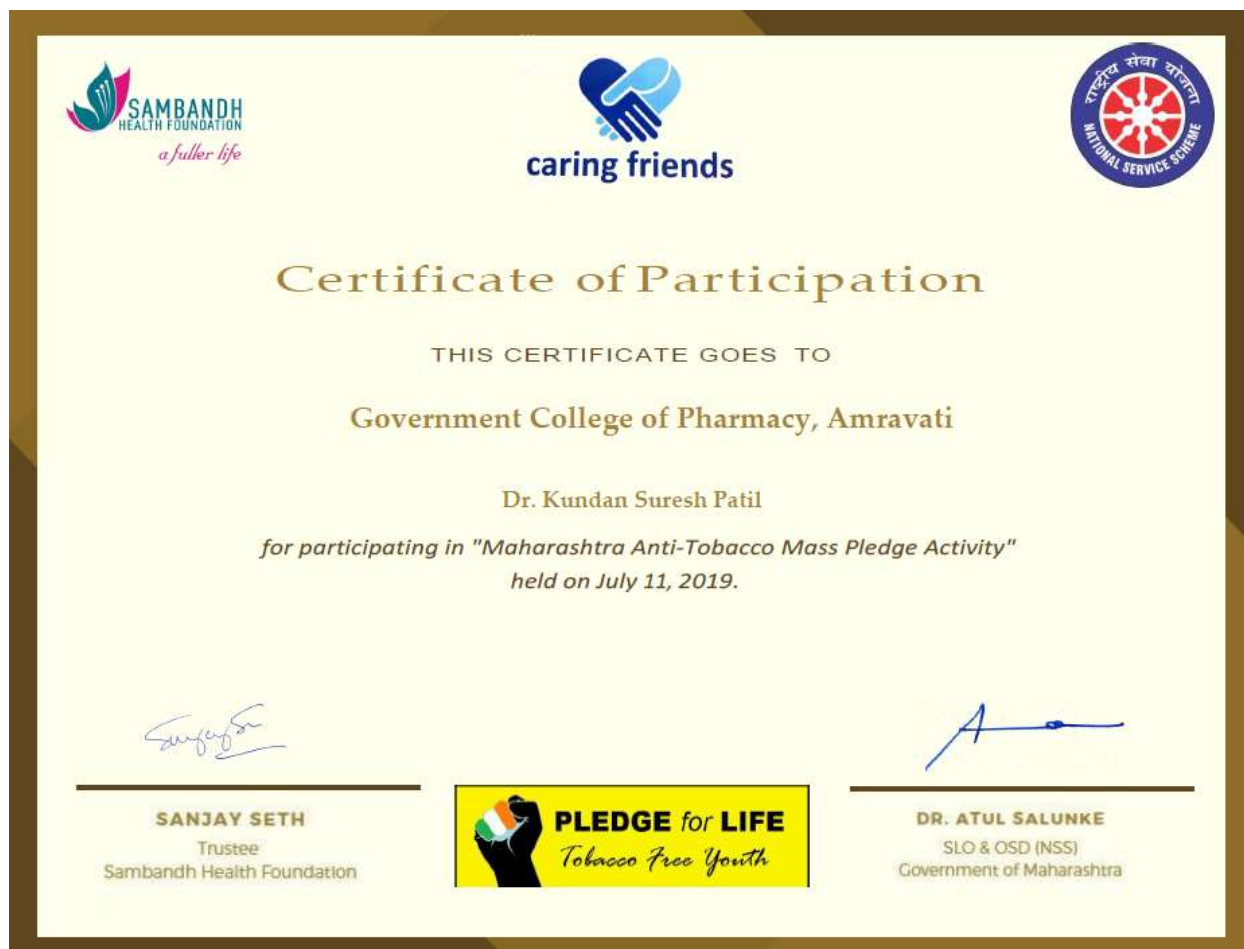 SAMBANDH
HEALTH FOUNDATION
a fuller life
caring friends
राष्ट्रीय सेवा योजना
NATIONAL SERVICE SCHEME
Certificate of Participation
THIS CERTIFICATE GOES TO
Government College of Pharmacy, Amravati
Dr. Kundan Suresh Patil
for participating in "Maharashtra Anti-Tobacco Mass Pledge Activity"
held on July 11, 2019.
SANJAY SETH
Trustee
Sambandh Health Foundation
PLEDGE for LIFE
Tobacco Free Youth
DR. ATUL SALUNKE
SLO & OSD (NSS)
Government of Maharashtra